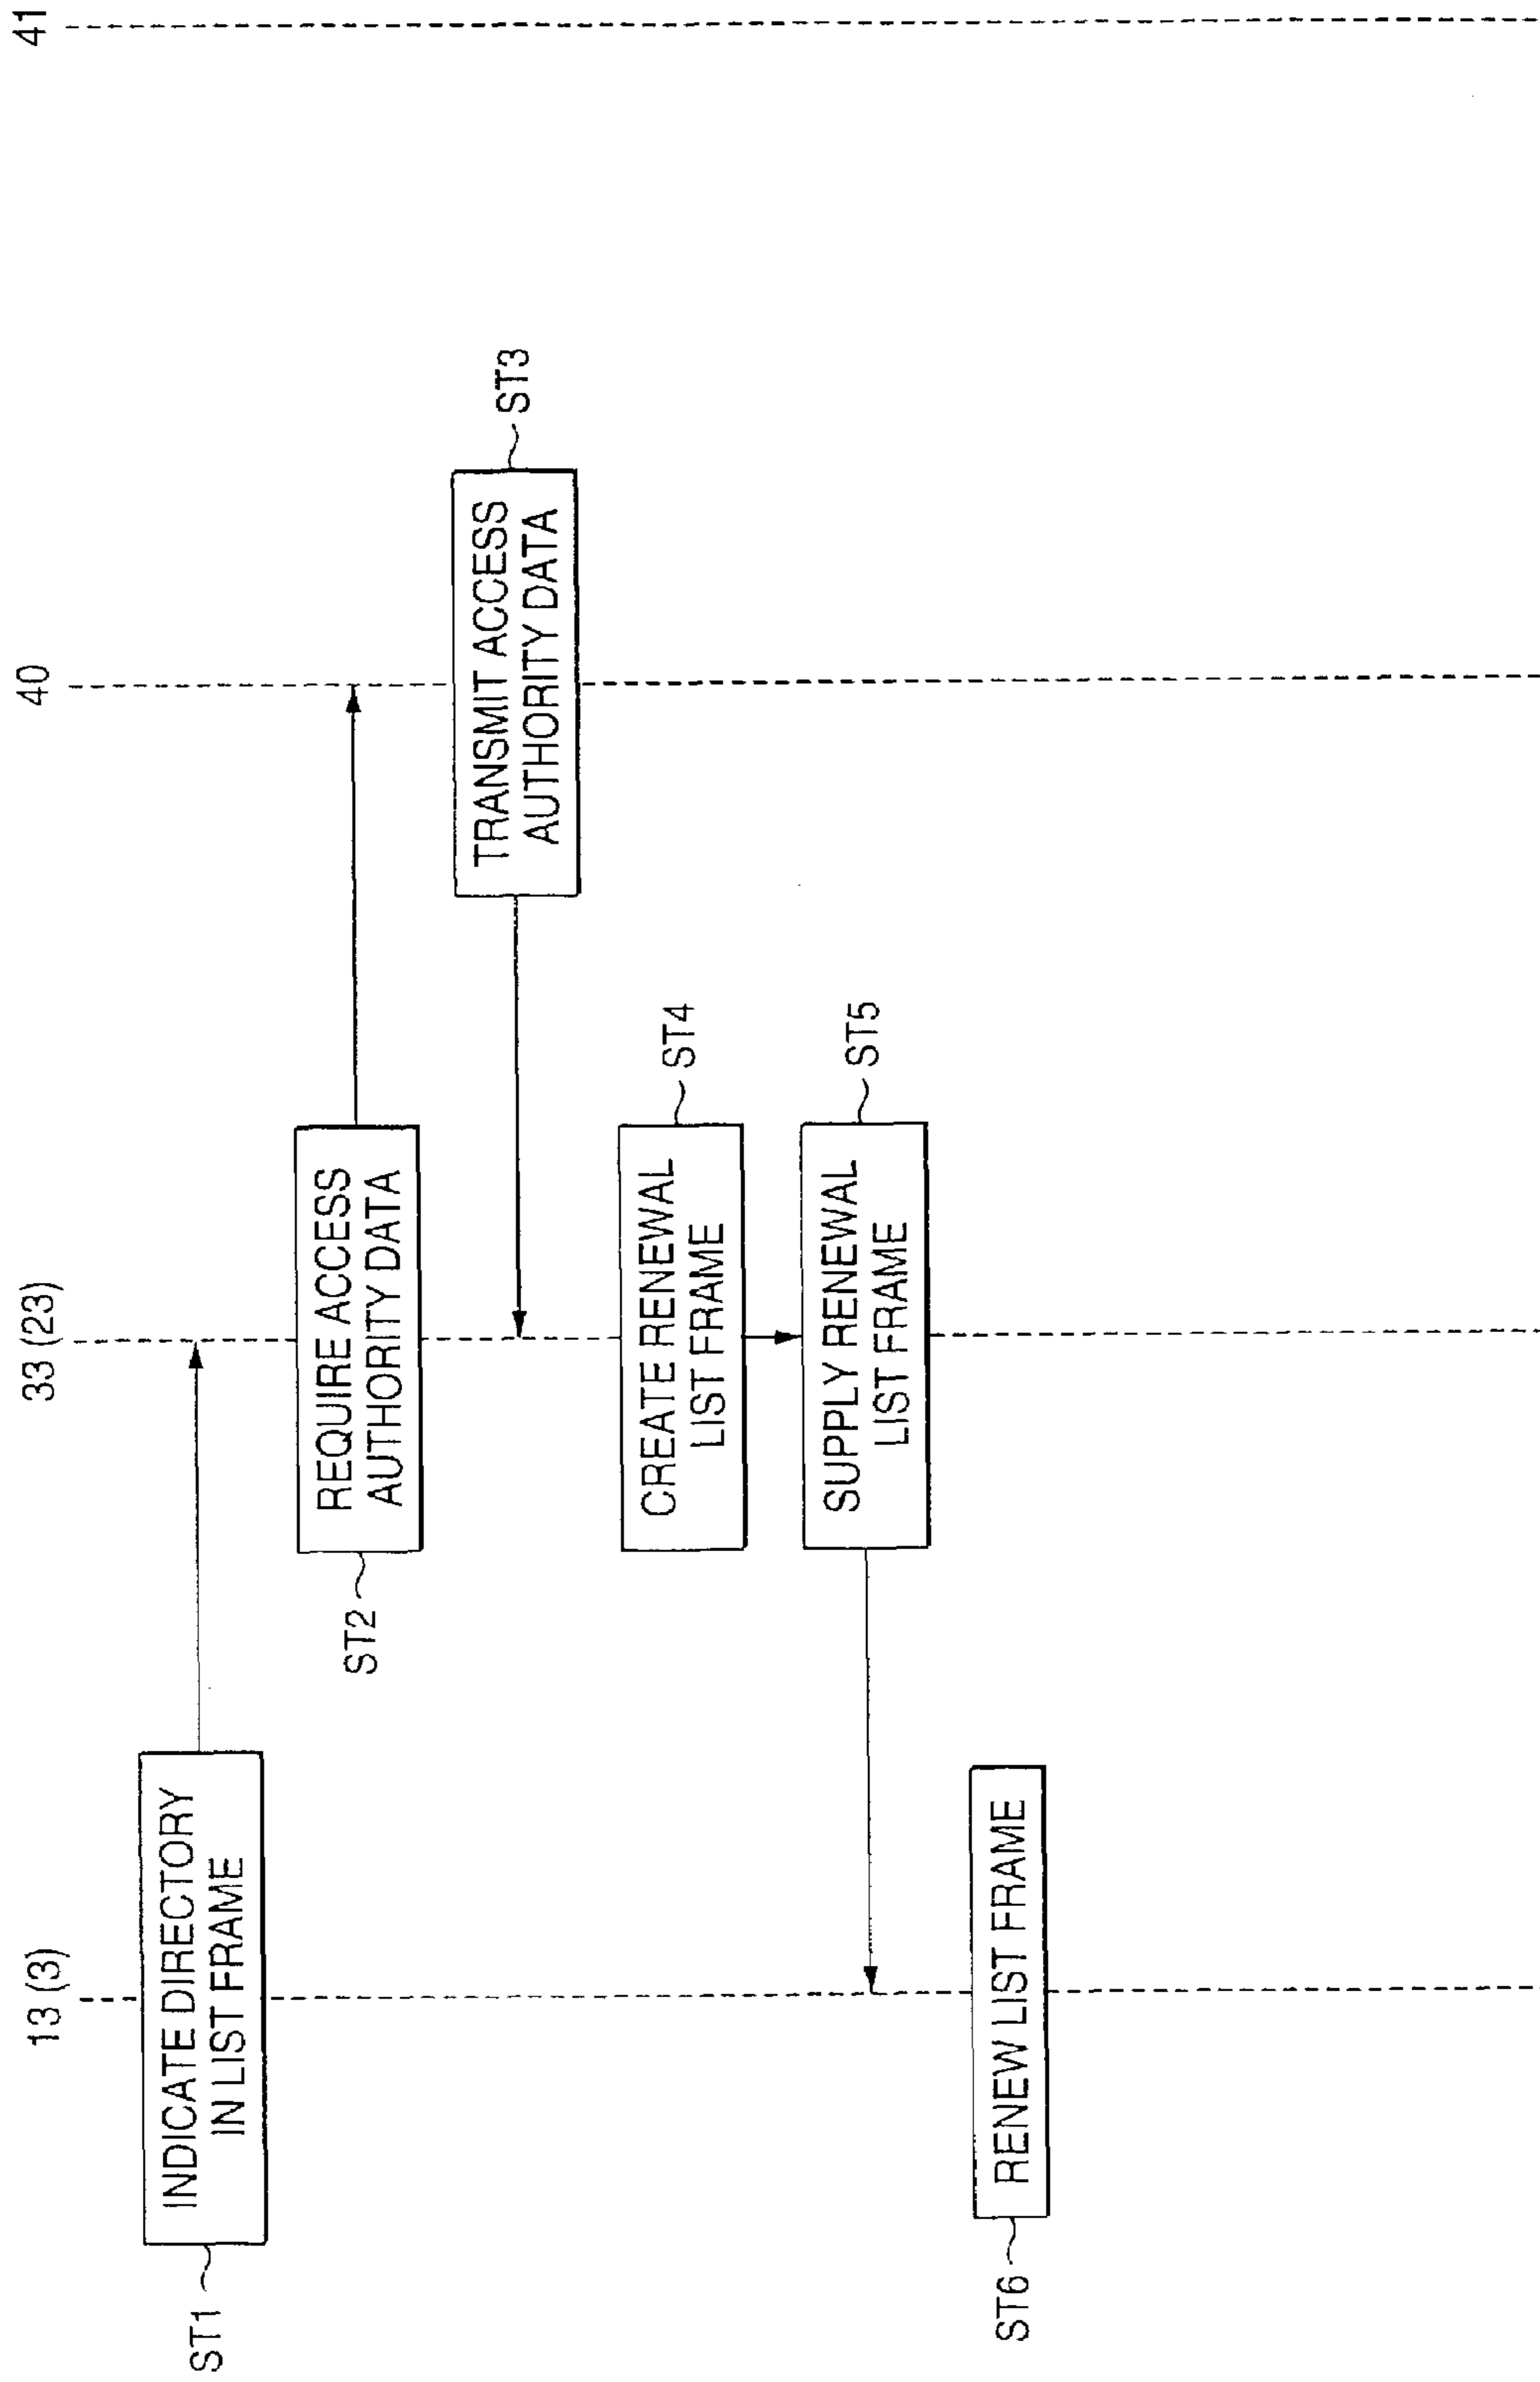 13 (3)
33 (23)
40
41
ST1
INDICATE DIRECTORY
IN LIST FRAME
ST2
REQUIRE ACCESS
AUTHORITY DATA
TRANSMIT ACCESS
AUTHORITY DATA
ST3
CREATE RENEWAL
LIST FRAME
ST4
SUPPLY RENEWAL
LIST FRAME
ST5
ST6
RENEW LIST FRAME